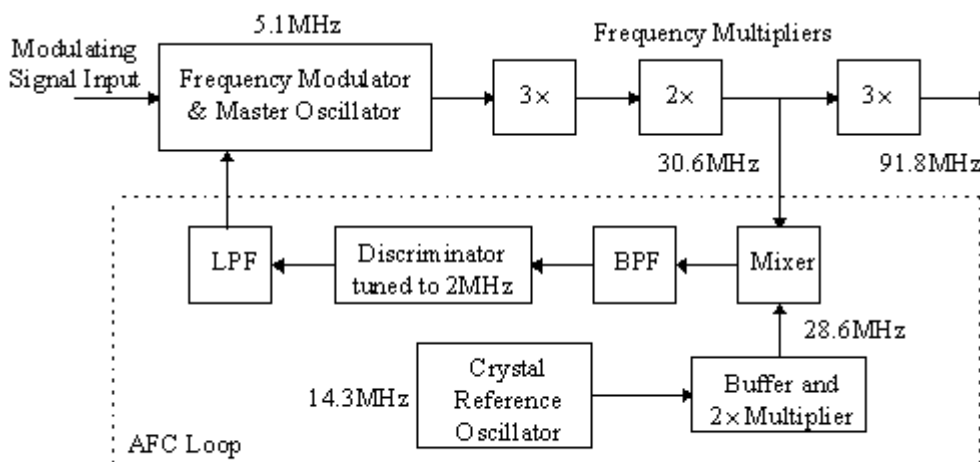 5.1MHz
Modulating
Signal Input
Frequency Modulator
& Master Oscillator
Frequency Multipliers
3×
2×
3×
30.6MHz
91.8MHz
LPF
Discriminator
tuned to 2MHz
BPF
Mixer
28.6MHz
14.3MHz
Crystal
Reference
Oscillator
Buffer and
2× Multiplier
AFC Loop